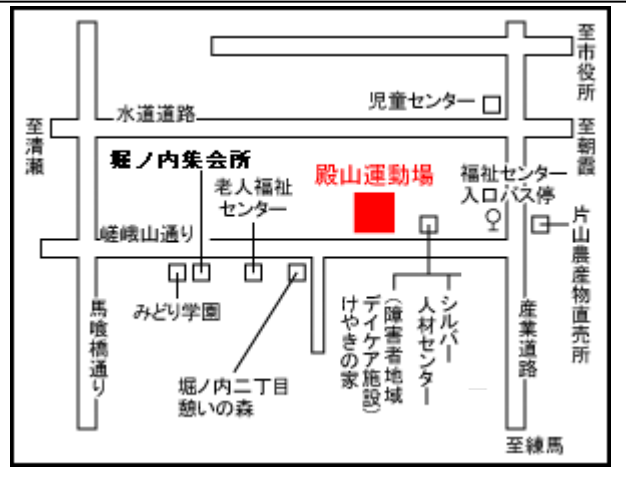 至市役所
児童センター
水道道路
至清瀬
至朝霞
堀ノ内集会所
殿山運動場
福祉センター
入口バス停
老人福祉
センター
片山農産物直売所
嵯峨山通り
みどり学園
馬喰橋通り
シルバー
人材センター
(障害者地域
デイケア施設)
けやきの家
産業道路
堀ノ内二丁目
憩いの森
至練馬